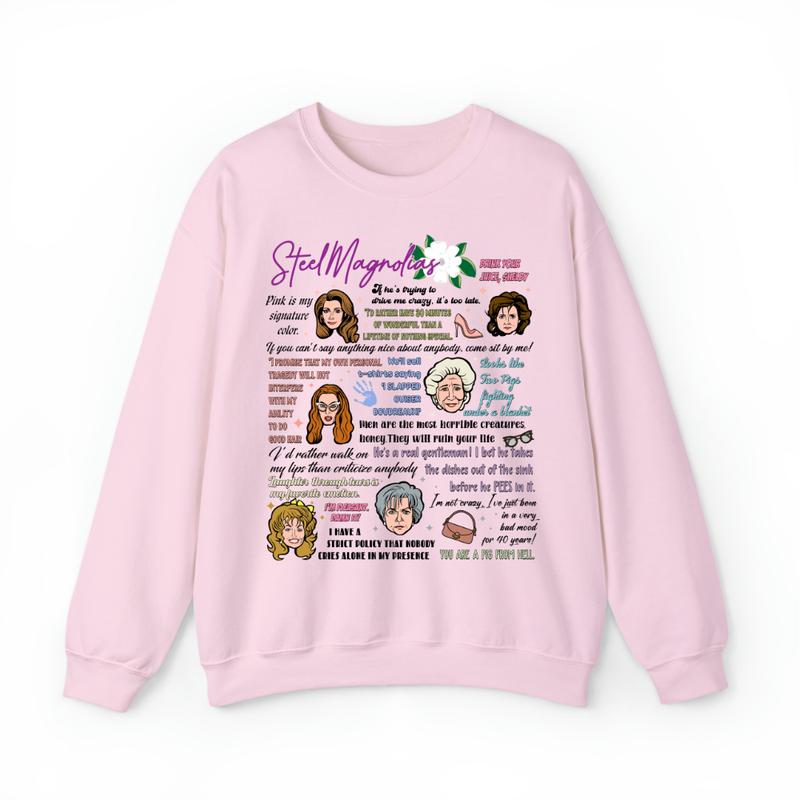 Steel Magnolias
DRINK YOUR
JUICE, SHELBY
Pink is my
signature
color.
If he's trying to
drive me crazy, it's too late.
"I'D RATHER HAVE 30 MINUTES
OF WONDERFUL THAN A
LIFETIME OF NOTHING SPECIAL.
If you can't say anything nice about anybody, come sit by me!
"I PROMISE THAT MY OWN PERSONAL
TRAGEDY WILL NOT
INTERFERE
WITH MY
ABILITY
TO DO
GOOD HAIR
We'll sell
t-shirts saying
'I SLAPPED
OUISER
BOUDREAUX'
Looks like
Two Pigs
fighting
under a blanket
Men are the most horrible creatures,
honey. They will ruin your life
I'd rather walk on
my lips than criticize anybody
He's a real gentleman! I bet he takes
the dishes out of the sink
before he PEES in it.
Laughter through tears is
my favorite emotion.
I'M PLEASANT,
DAMN IT
I HAVE A
STRICT POLICY THAT NOBODY
CRIES ALONE IN MY PRESENCE
I'm not crazy, I've just been
in a very
bad mood
for 40 years!
YOU ARE A PIG FROM HELL.